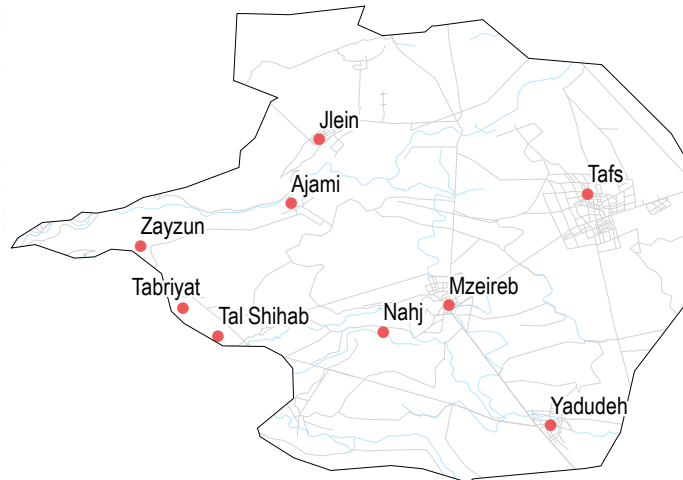 Jlein
Tafs
Ajami
Zayzun
Tabriyat
Mzeireb
Tal Shihab
Nahj
Yadudeh